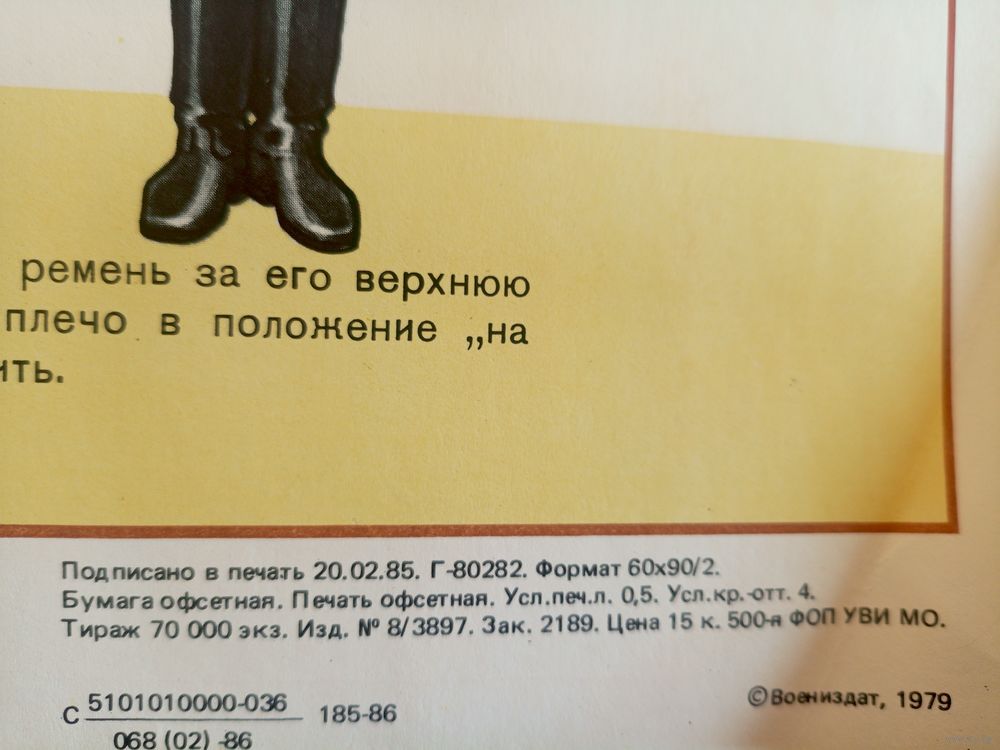 ремень за его верхнюю
плечо в положение „на
ить.
Подписано в печать 20.02.85. Г-80282. Формат 60х90/2.
Бумага офсетная. Печать офсетная. Усл.печ.л. 0,5. Усл.кр.-отт. 4.
Тираж 70 000 экз. Изд. № 8/3897. Зак. 2189. Цена 15 к. 500-я ФОП УВИ МО.
С 5101010000-036 185-86
068 (02) -86
©Воениздат, 1979